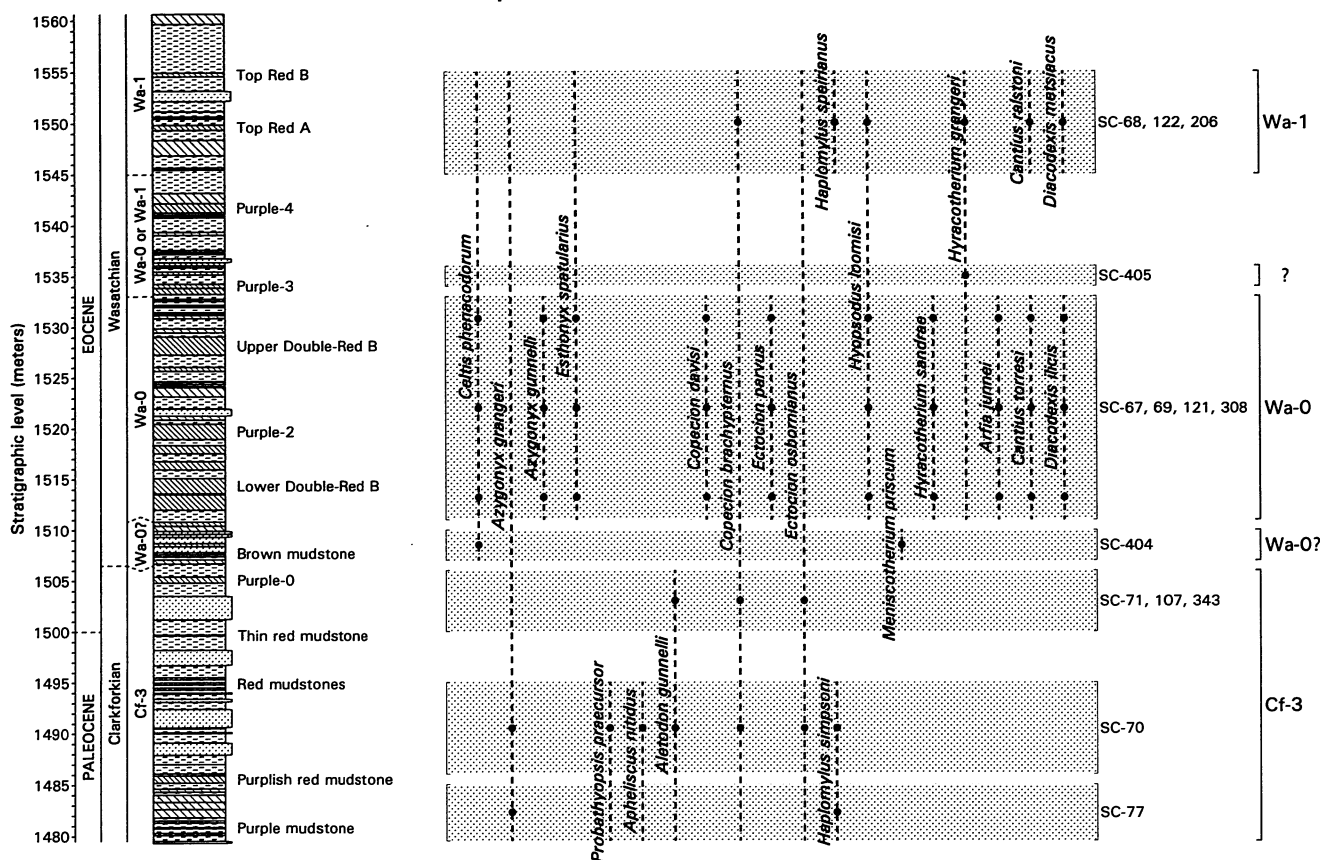 Stratigraphic level (meters)
1560
1555
1550
1545
1540
1535
1530
1525
1520
1515
1510
1505
1500
1495
1490
1485
1480
EOCENE
PALEOCENE
Wasatchian
Clarkforkian
Wa-1
Wa-0 or Wa-1
Wa-0
(Wa-0?)
Cf-3
Top Red B
Top Red A
Purple-4
Purple-3
Upper Double-Red B
Purple-2
Lower Double-Red B
Brown mudstone
Purple-0
Thin red mudstone
Red mudstones
Purplish red mudstone
Purple mudstone
Celtis phenacodorum
Azygonyx grangeri
Azygonyx gunnelli
Esthonyx spatularius
Probathyopsis praecursor
Apheliscus nitidus
Aletodon gunnelli
Copecion davisi
Copecion brachypternus
Ectocion parvus
Ectocion osbornianus
Haplomylus speirianus
Haplomylus simpsoni
Hyopsodus loomisi
Meniscotherium priscum
Hyracotherium sandrae
Hyracotherium grangeri
Arfia junnei
Cantius torresi
Cantius ralstoni
Diacodexis ilicis
Diacodexis metsiacus
SC-68, 122, 206
SC-405
SC-67, 69, 121, 308
SC-404
SC-71, 107, 343
SC-70
SC-77
Wa-1
?
Wa-0
Wa-0?
Cf-3